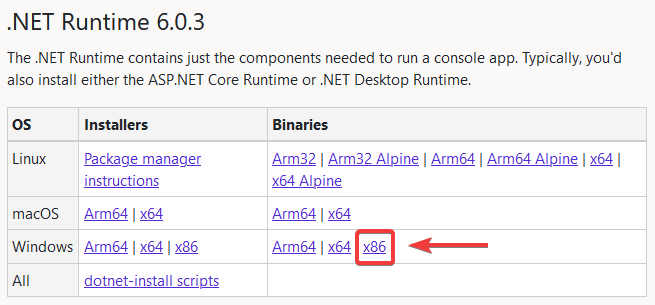 .NET Runtime 6.0.3
The .NET Runtime contains just the components needed to run a console app. Typically, you'd
also install either the ASP.NET Core Runtime or .NET Desktop Runtime.
OS Installers Binaries
Linux Package manager Arm32 | Arm32 Alpine | Arm64 | Arm64 Alpine | x64 |
instructions x64 Alpine
macOS Arm64 | x64 Arm64 | x64
Windows Arm64 | x64 | x86 Arm64 | x64 x86
All dotnet-install scripts